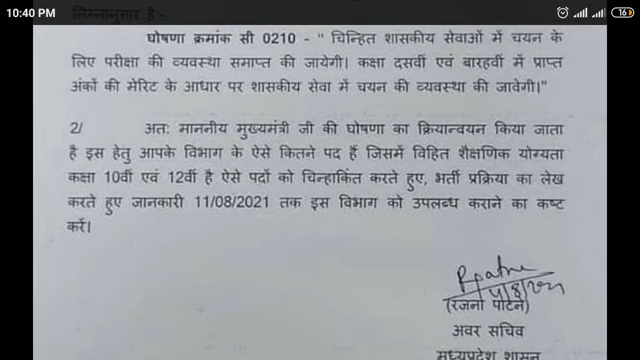 10:40 PM
16
निम्नानुसार है:-
घोषणा क्रमांक सी 0210 - " चिन्हित शासकीय सेवाओं में चयन के
लिए परीक्षा की व्यवस्था समाप्त की जायेगी। कक्षा दसवीं एवं बारहवीं में प्राप्त
अंकों की मेरिट के आधार पर शासकीय सेवा में चयन की व्यवस्था की जावेगी।"
2/ अतः माननीय मुख्यमंत्री जी की घोषणा का क्रियान्वयन किया जाता
है इस हेतु आपके विभाग के ऐसे कितने पद हैं जिसमें विहित शैक्षणिक योग्यता
कक्षा 10वीं एवं 12वीं है ऐसे पदों को चिन्हाकिंत करते हुए, भर्ती प्रक्रिया का लेख
करते हुए जानकारी 11/08/2021 तक इस विभाग को उपलब्ध कराने का कष्ट
करें।
(रंजना पाटने)
अवर सचिव
मध्यप्रदेश शासन